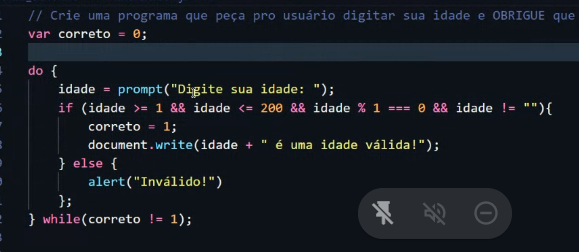 // Crie uma programa que peça pro usuário digitar sua idade e OBRIGUE que
var correto = 0;
do {
idade = prompt("Digite sua idade: ");
if (idade >= 1 && idade <= 200 && idade % 1 === 0 && idade != ""){
correto = 1;
document.write(idade + " é uma idade válida!");
} else {
alert("Inválido!")
};
} while(correto != 1);